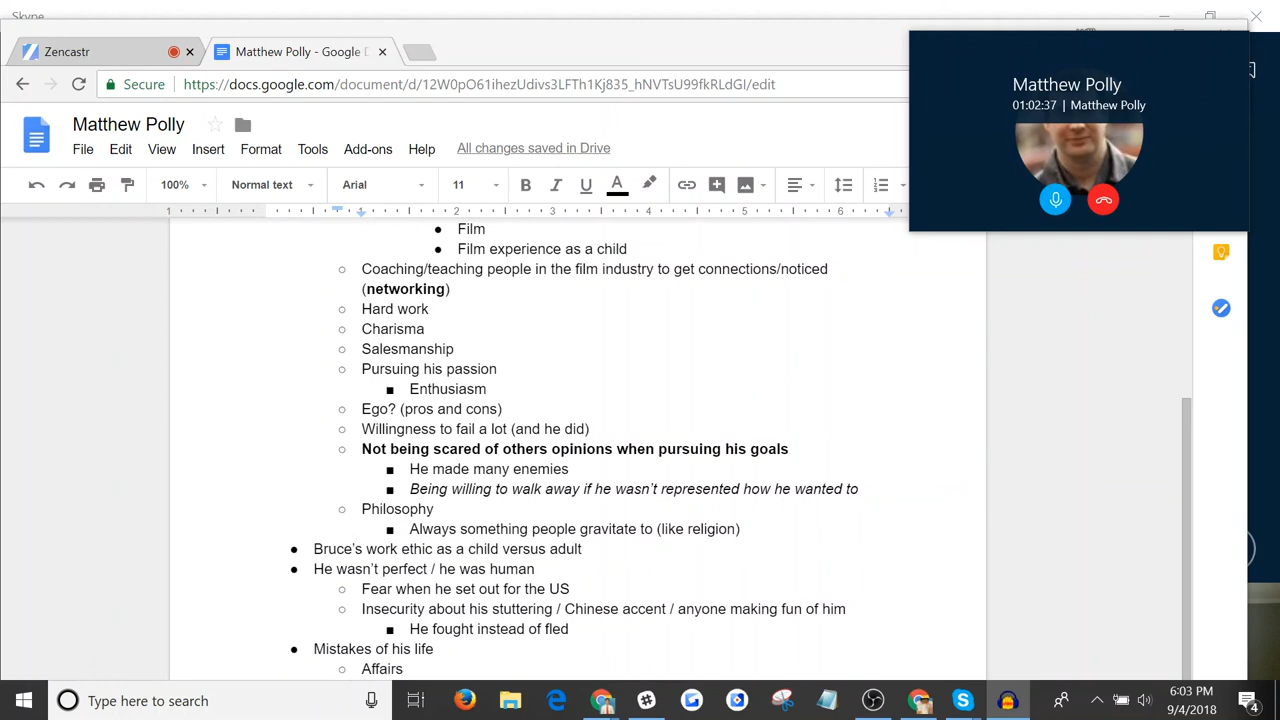 Skype
Zencastr
Matthew Polly - Google D
Secure
https://docs.google.com/document/d/12W0pO61ihezUdivs3LFTh1Kj835_hNVTsU99fkRLdGI/edit
Matthew Polly
01:02:37 | Matthew Polly
Matthew Polly
File Edit View Insert Format Tools Add-ons Help All changes saved in Drive
100% Normal text Arial 11 B I U A
1 2 3 4 5 6
● Film
● Film experience as a child
○ Coaching/teaching people in the film industry to get connections/noticed
(networking)
○ Hard work
○ Charisma
○ Salesmanship
○ Pursuing his passion
■ Enthusiasm
○ Ego? (pros and cons)
○ Willingness to fail a lot (and he did)
○ Not being scared of others opinions when pursuing his goals
■ He made many enemies
■ Being willing to walk away if he wasn't represented how he wanted to
○ Philosophy
■ Always something people gravitate to (like religion)
● Bruce's work ethic as a child versus adult
● He wasn't perfect / he was human
○ Fear when he set out for the US
○ Insecurity about his stuttering / Chinese accent / anyone making fun of him
■ He fought instead of fled
● Mistakes of his life
○ Affairs
Type here to search
6:03 PM
9/4/2018
4